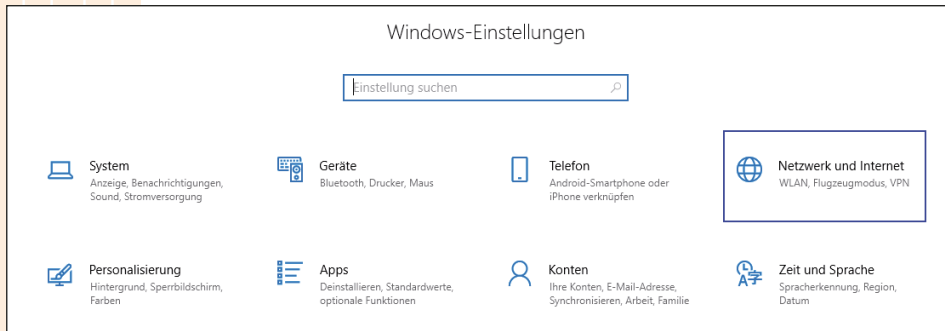 Windows-Einstellungen
Einstellung suchen
System
Anzeige, Benachrichtigungen,
Sound, Stromversorgung
Geräte
Bluetooth, Drucker, Maus
Telefon
Android-Smartphone oder
iPhone verknüpfen
Netzwerk und Internet
WLAN, Flugzeugmodus, VPN
Personalisierung
Hintergrund, Sperrbildschirm,
Farben
Apps
Deinstallieren, Standardwerte,
optionale Funktionen
Konten
Ihre Konten, E-Mail-Adresse,
Synchronisieren, Arbeit, Familie
Zeit und Sprache
Spracherkennung, Region,
Datum